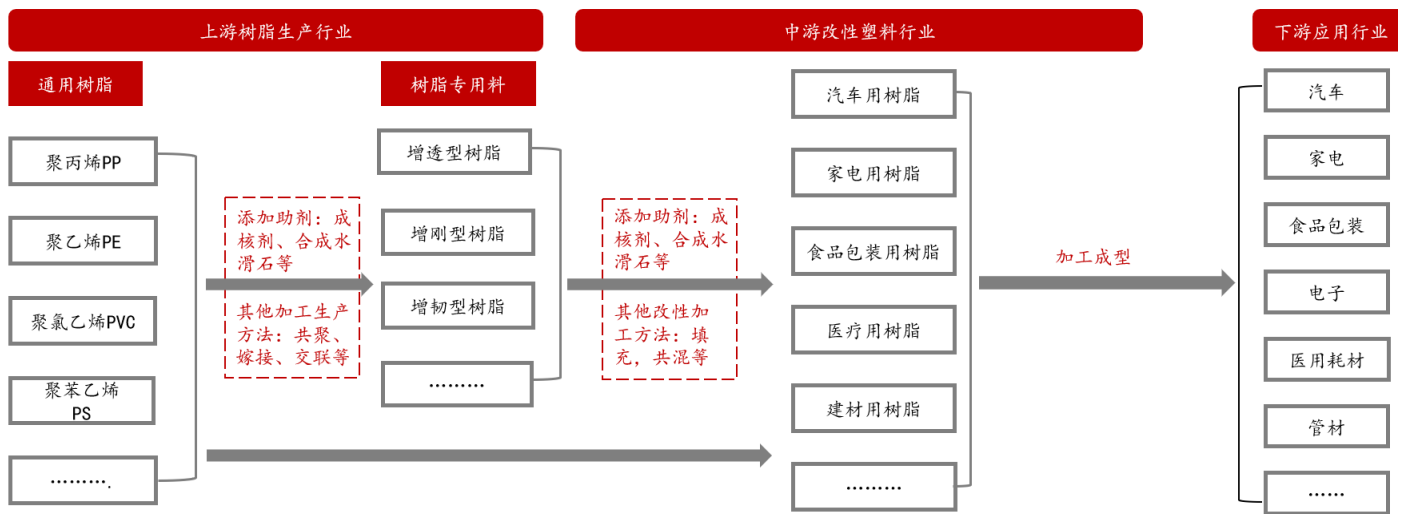 上游树脂生产行业
中游改性塑料行业
下游应用行业
通用树脂
聚丙烯PP
聚乙烯PE
聚氯乙烯PVC
聚苯乙烯
PS
……….
添加助剂：成
核剂、合成水
滑石等
其他加工生产
方法：共聚、
嫁接、交联等
树脂专用料
增透型树脂
增刚型树脂
增韧型树脂
………
添加助剂：成
核剂、合成水
滑石等
其他改性加
工方法：填
充，共混等
汽车用树脂
家电用树脂
食品包装用树脂
医疗用树脂
建材用树脂
………
加工成型
汽车
家电
食品包装
电子
医用耗材
管材
……